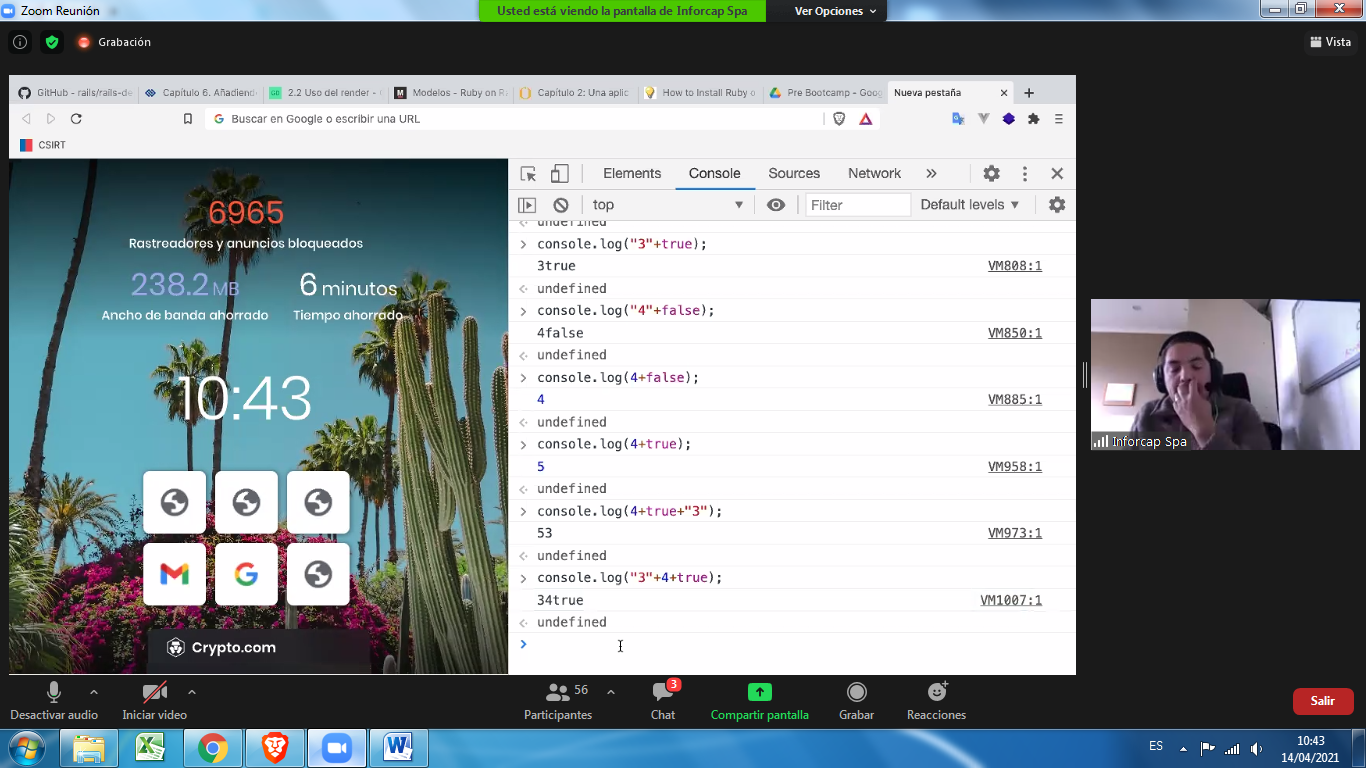 Zoom Reunión
Usted está viendo la pantalla de Inforcap Spa
Ver Opciones
Grabación
Vista
GitHub - rails/rails-de
Capítulo 6. Añadiend
2.2 Uso del render -
Modelos - Ruby on R
Capítulo 2: Una aplic
How to Install Ruby o
Pre Bootcamp - Goog
Nueva pestaña
Buscar en Google o escribir una URL
CSIRT
6965
Rastreadores y anuncios bloqueados
238.2 MB
6 minutos
Ancho de banda ahorrado
Tiempo ahorrado
10:43
Crypto.com
Elements
Console
Sources
Network
top
Filter
Default levels
undefined
console.log("3"+true);
3true VM808:1
undefined
console.log("4"+false);
4false VM850:1
undefined
console.log(4+false);
4 VM885:1
undefined
console.log(4+true);
5 VM958:1
undefined
console.log(4+true+"3");
53 VM973:1
undefined
console.log("3"+4+true);
34true VM1007:1
undefined
Inforcap Spa
Desactivar audio
Iniciar video
Participantes
56
Chat
3
Compartir pantalla
Grabar
Reacciones
Salir
ES
10:43
14/04/2021